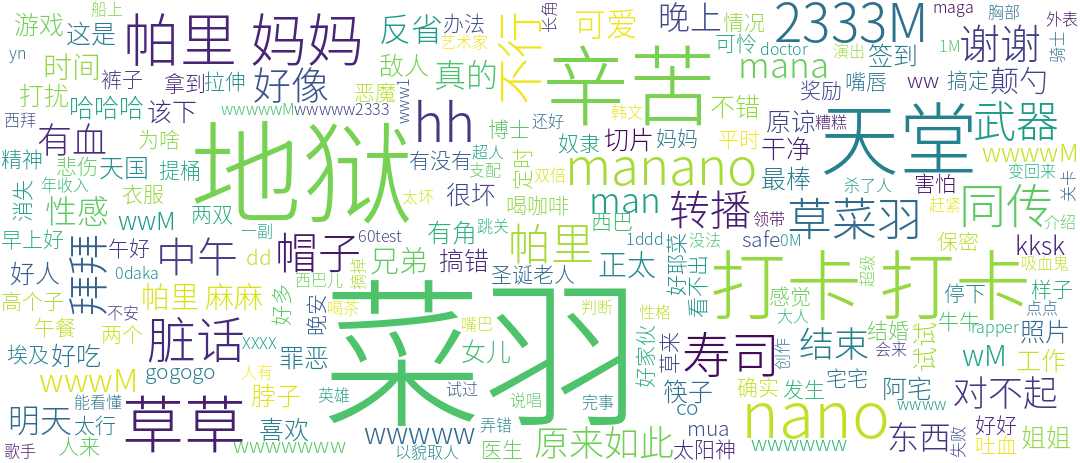 船上
游戏
这是
帕里 妈妈
反省
办法
艺术家
长角
可爱
晚上
情况
2333M
maga
胸部
外表
yn
时间
裤子
拿到
拉伸
好像
敌人
真的
不行
辛苦
可怜
doctor
演出
1M
签到
谢谢
骑士
打扰
哈哈哈
该下
恶魔
www1
mana
嘴唇
ww
搞定
颠勺
西拜
有血
为啥
wwwwM
wwwww2333
hh
博士
韩文
还好
不错
奖励
原谅
糟糕
天堂
武器
精神
悲伤
天国
提桶
地狱
有没有
超人
支配
奴隶
切片
妈妈
平时
干净
wwwwM
变回来
消失
年收入
衣服
太坏
很坏
定时
双倍
manano
最棒
杀了人
害怕
关卡
性感
wwM
两双
喝咖啡
西巴
man
转播
领带
草菜羽
同传
赶紧
介绍
早上好
拜拜
午好
中午
帽子
一副
60test
有角
跳关
帕里
1ddd
没法
safe
0M
保密
kksk
好人
0daka
不安
dd
西巴儿
搞掉
兄弟
搞错
圣诞老人
正太
看不出
好耶菜
打卡 打卡
超级
吸血鬼
高个子
帕里 麻麻
好多
晚安
喝茶
菜羽
嘴巴
判断
性格
感觉
大人
停下
样子
点点
午餐
两个
脏话
XXXX
罪恶
女儿
好家伙
草来
寿司
创作
结束
牛牛
rapper
照片
埃及
好吃
gogogo
人有
结婚
会来
试试
wM
工作
wwwM
脖子
英雄
试过
说唱
完事
筷子
确实
发生
宅宅
阿宅
对不起
明天
能看懂
太行
草草
喜欢
wwwww
弄错
co
mua
nano
wwww
东西
失败
好好
歌手
人来
wwwwwww
以貌取人
医生
原来如此
太阳神
wwwwww
吐血
姐姐